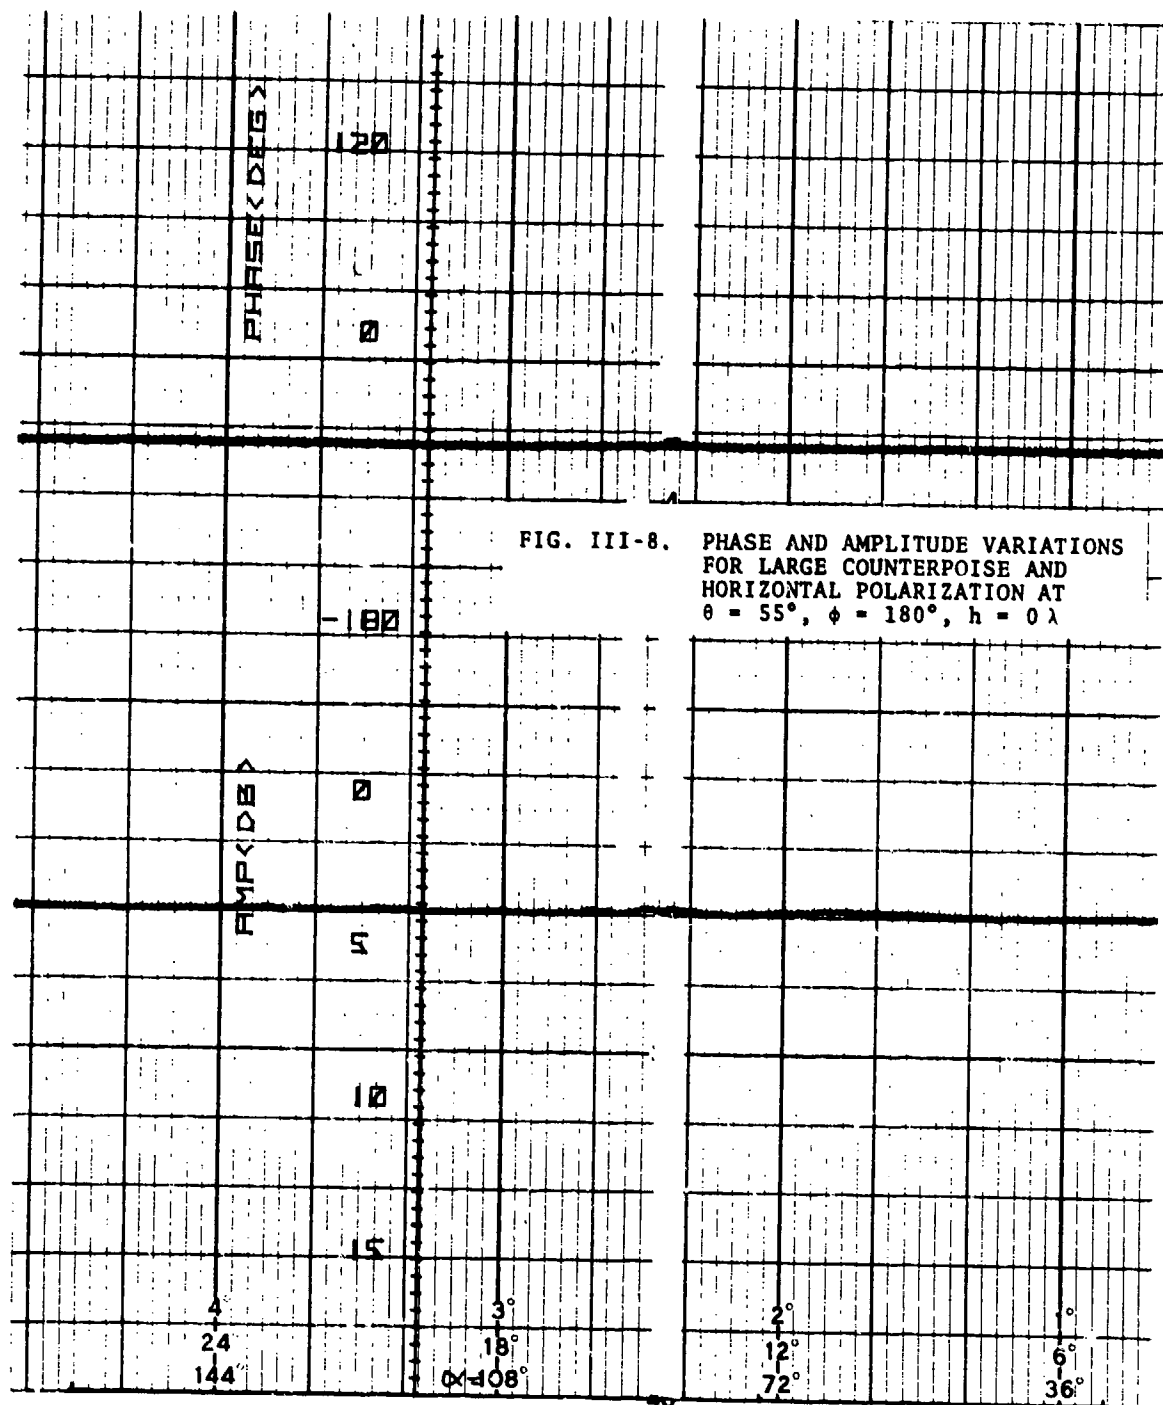 PHASE<DEG>
120
0
-180
FIG. III-8. PHASE AND AMPLITUDE VARIATIONS
FOR LARGE COUNTERPOISE AND
HORIZONTAL POLARIZATION AT
θ = 55°, ϕ = 180°, h = 0 λ
AMP<DB>
0
5
10
15
4° 3° 2° 1°
24 18° 12° 6°
144° α=108° 72° 36°